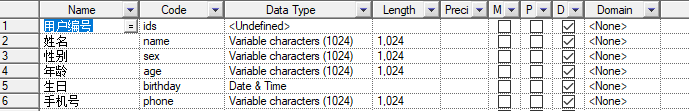 Name Code Data Type Length Preci M P D Domain
1 用户编号 = ids <Undefined> <None>
2 姓名 name Variable characters (1024) 1,024 <None>
3 性别 sex Variable characters (1024) 1,024 <None>
4 年龄 age Variable characters (1024) 1,024 <None>
5 生日 birthday Date & Time <None>
6 手机号 phone Variable characters (1024) 1,024 <None>